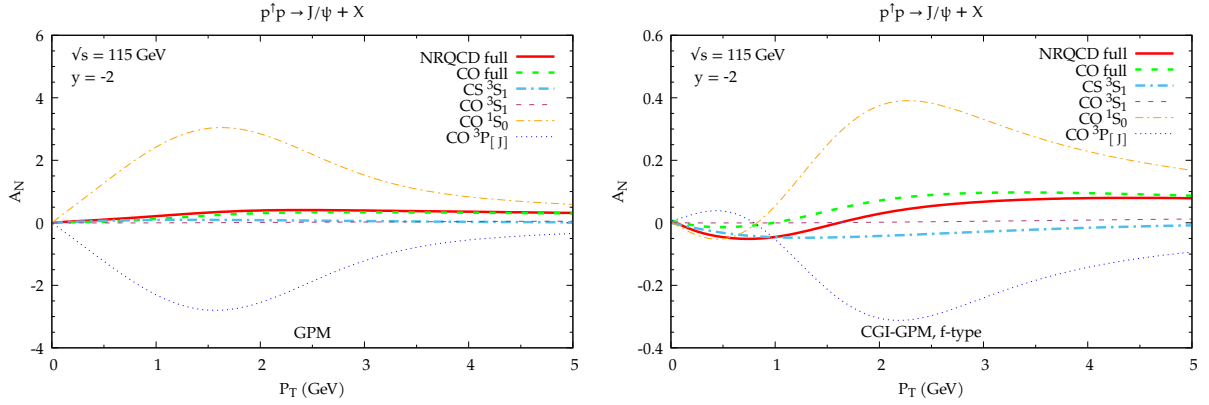 p↑p → J/ψ + X
6
4
2
0
-2
-4
A_N
√s = 115 GeV
y = -2
NRQCD full
CO full
CS ³S₁
CO ³S₁
CO ¹S₀
CO ³P[J]
GPM
0
1
2
3
4
5
P_T (GeV)
p↑p → J/ψ + X
0.6
0.4
0.2
0
-0.2
-0.4
A_N
√s = 115 GeV
y = -2
NRQCD full
CO full
CS ³S₁
CO ³S₁
CO ¹S₀
CO ³P[J]
CGI-GPM, f-type
0
1
2
3
4
5
P_T (GeV)